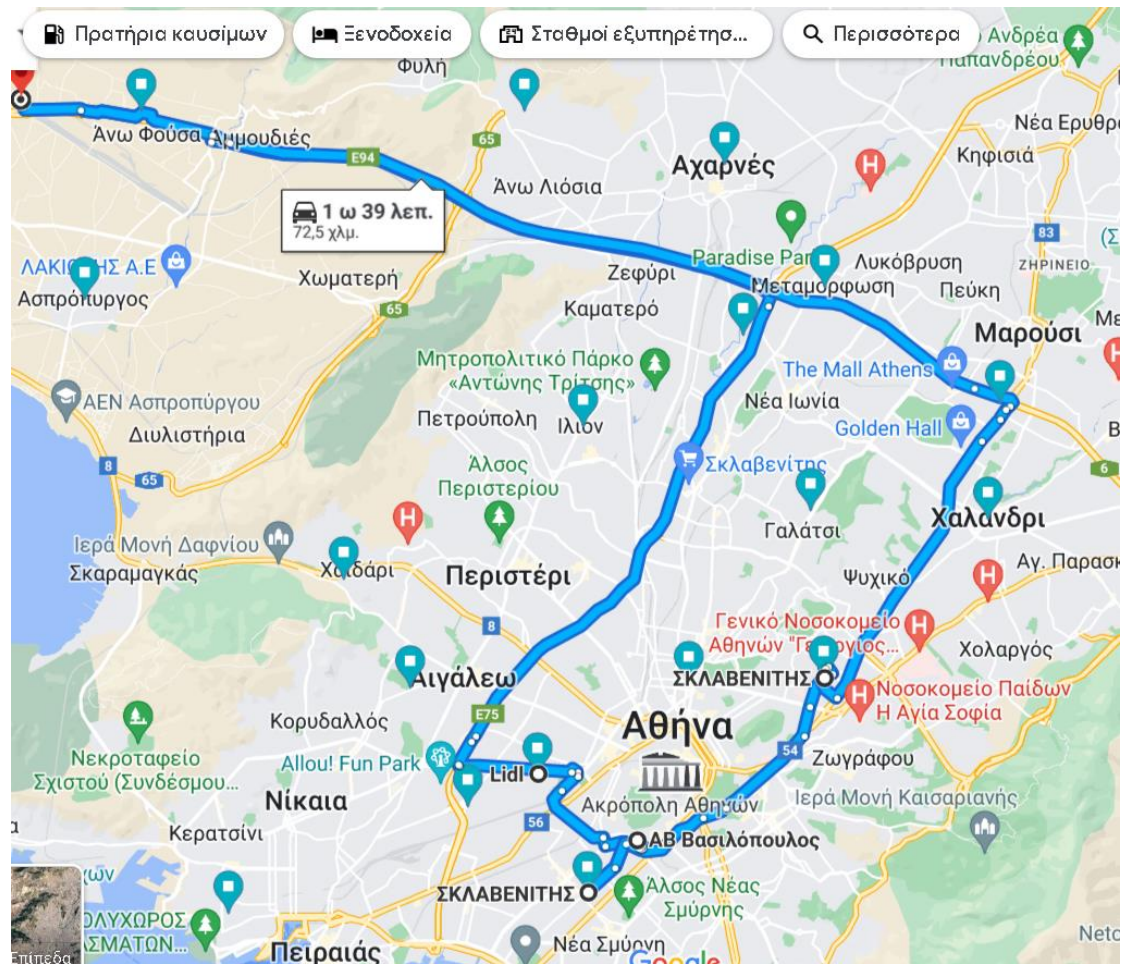 Πρατήρια καυσίμων
Ξενοδοχεία
Σταθμοί εξυπηρέτησ...
Περισσότερα
Ανδρέα
Παπανδρέου
Φυλή
Νέα Ερυθρ
Άνω Φούσα
Αμμουδιές
65
E94
Αχαρνές
H
Κηφισιά
Άνω Λιόσια
1 ω 39 λεπ.
72,5 χλμ.
83
(Σ
ΖΗΡΙΝΕΙΟ
Paradise Par
Λυκόβρυση
Ζεφύρι
Μεταμόρφωση
Πεύκη
Χωματερή
Ασπρόπυργος
65
Καματερό
Με
Μαρούσι
Μητροπολιτικό Πάρκο
«Αντώνης Τρίτσης»
The Mall Athens
H
ΑΕΝ Ασπροπύργου
Νέα Ιωνία
Πετρούπολη
Ίλιον
Golden Hall
Διυλιστήρια
Β
8
65
Άλσος
Περιστερίου
Σκλαβενίτης
6
H
Γαλάτσι
Χαλάνδρι
Ιερά Μονή Δαφνίου
Σκαραμαγκάς
Χαϊδάρι
Περιστέρι
Ψυχικό
H
Αγ. Παρασκ
8
Γενικό Νοσοκομείο
Αθηνών "Γεώργιος...
H
Χολαργός
ΣΚΛΑΒΕΝΙΤΗΣ
Αιγάλεω
H
Νοσοκομείο Παίδων
Η Αγία Σοφία
Κορυδαλλός
E75
Αθήνα
54
Ζωγράφου
Νεκροταφείο
Σχιστού (Συνδέσμου...
Allou! Fun Park
Lidl
Νίκαια
Ακρόπολη Αθηνών
Ιερά Μονή Καισαριανής
56
Κερατσίνι
ΑΒ Βασιλόπουλος
ΣΚΛΑΒΕΝΙΤΗΣ
Άλσος Νέας
Σμύρνης
Netc
Πειραιάς
Νέα Σμύρνη
Google
Επίπεδα